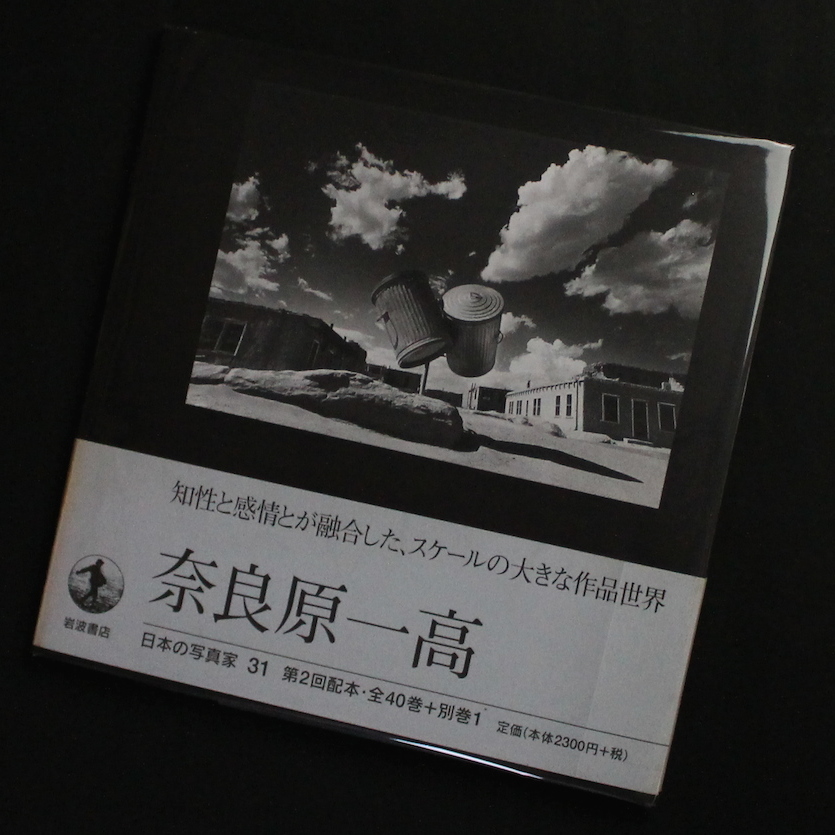 知性と感情とが融合した、スケールの大きな作品世界
奈良原一高
岩波書店
日本の写真家 31 第2回配本・全40巻+別巻1 定価(本体2300円+税)